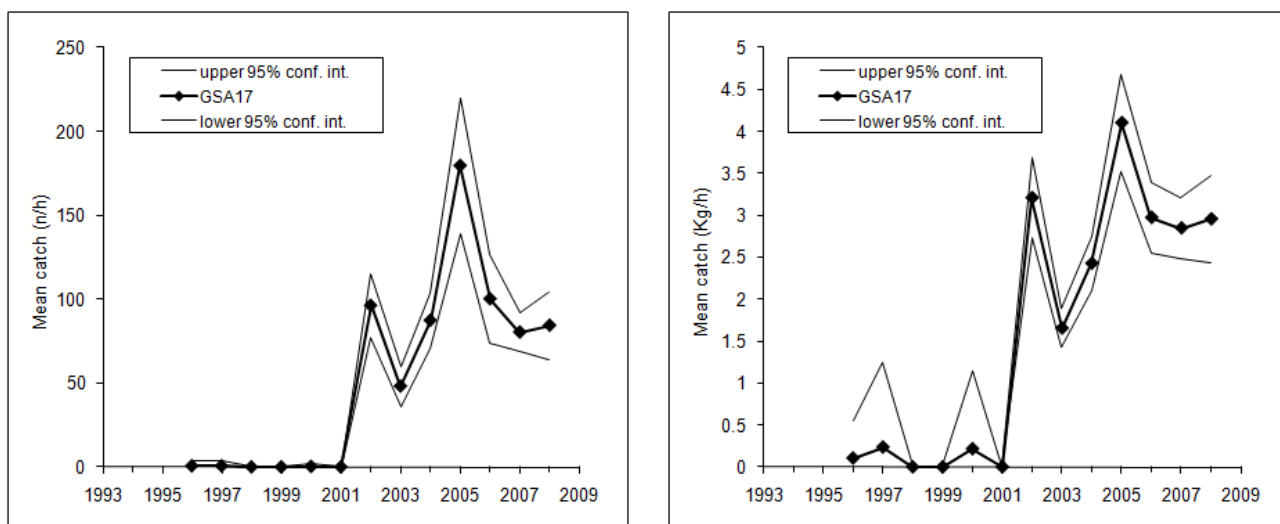 250
200
150
100
50
0
Mean catch (n/h)
upper 95% conf. int.
GSA17
lower 95% conf. int.
1993 1995 1997 1999 2001 2003 2005 2007 2009
5
4.5
4
3.5
3
2.5
2
1.5
1
0.5
0
Mean catch (Kg/h)
upper 95% conf. int.
GSA17
lower 95% conf. int.
1993 1995 1997 1999 2001 2003 2005 2007 2009